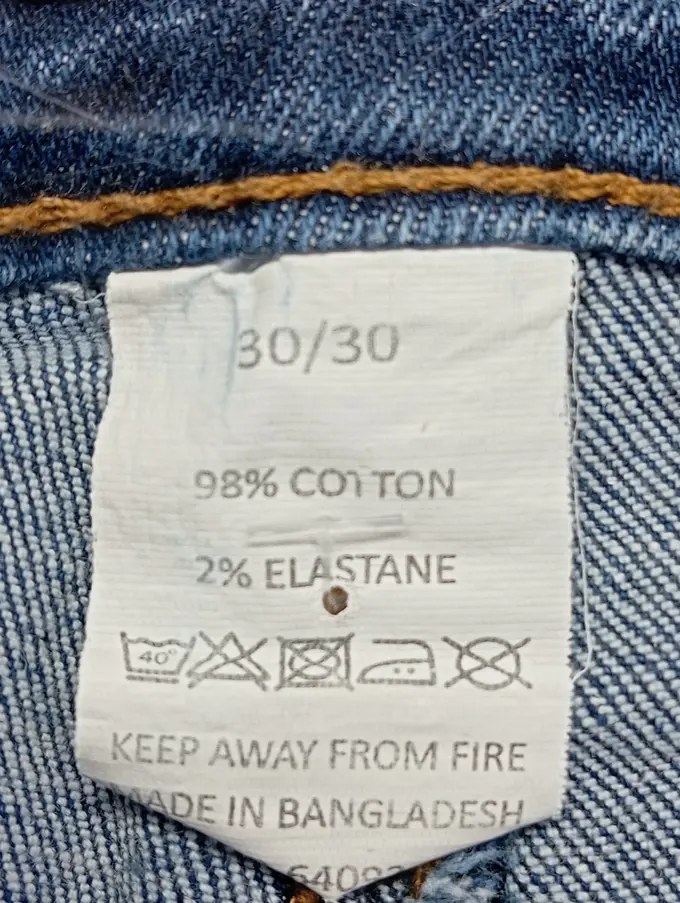 30/30
98% COTTON
2% ELASTANE
40°
KEEP AWAY FROM FIRE
MADE IN BANGLADESH